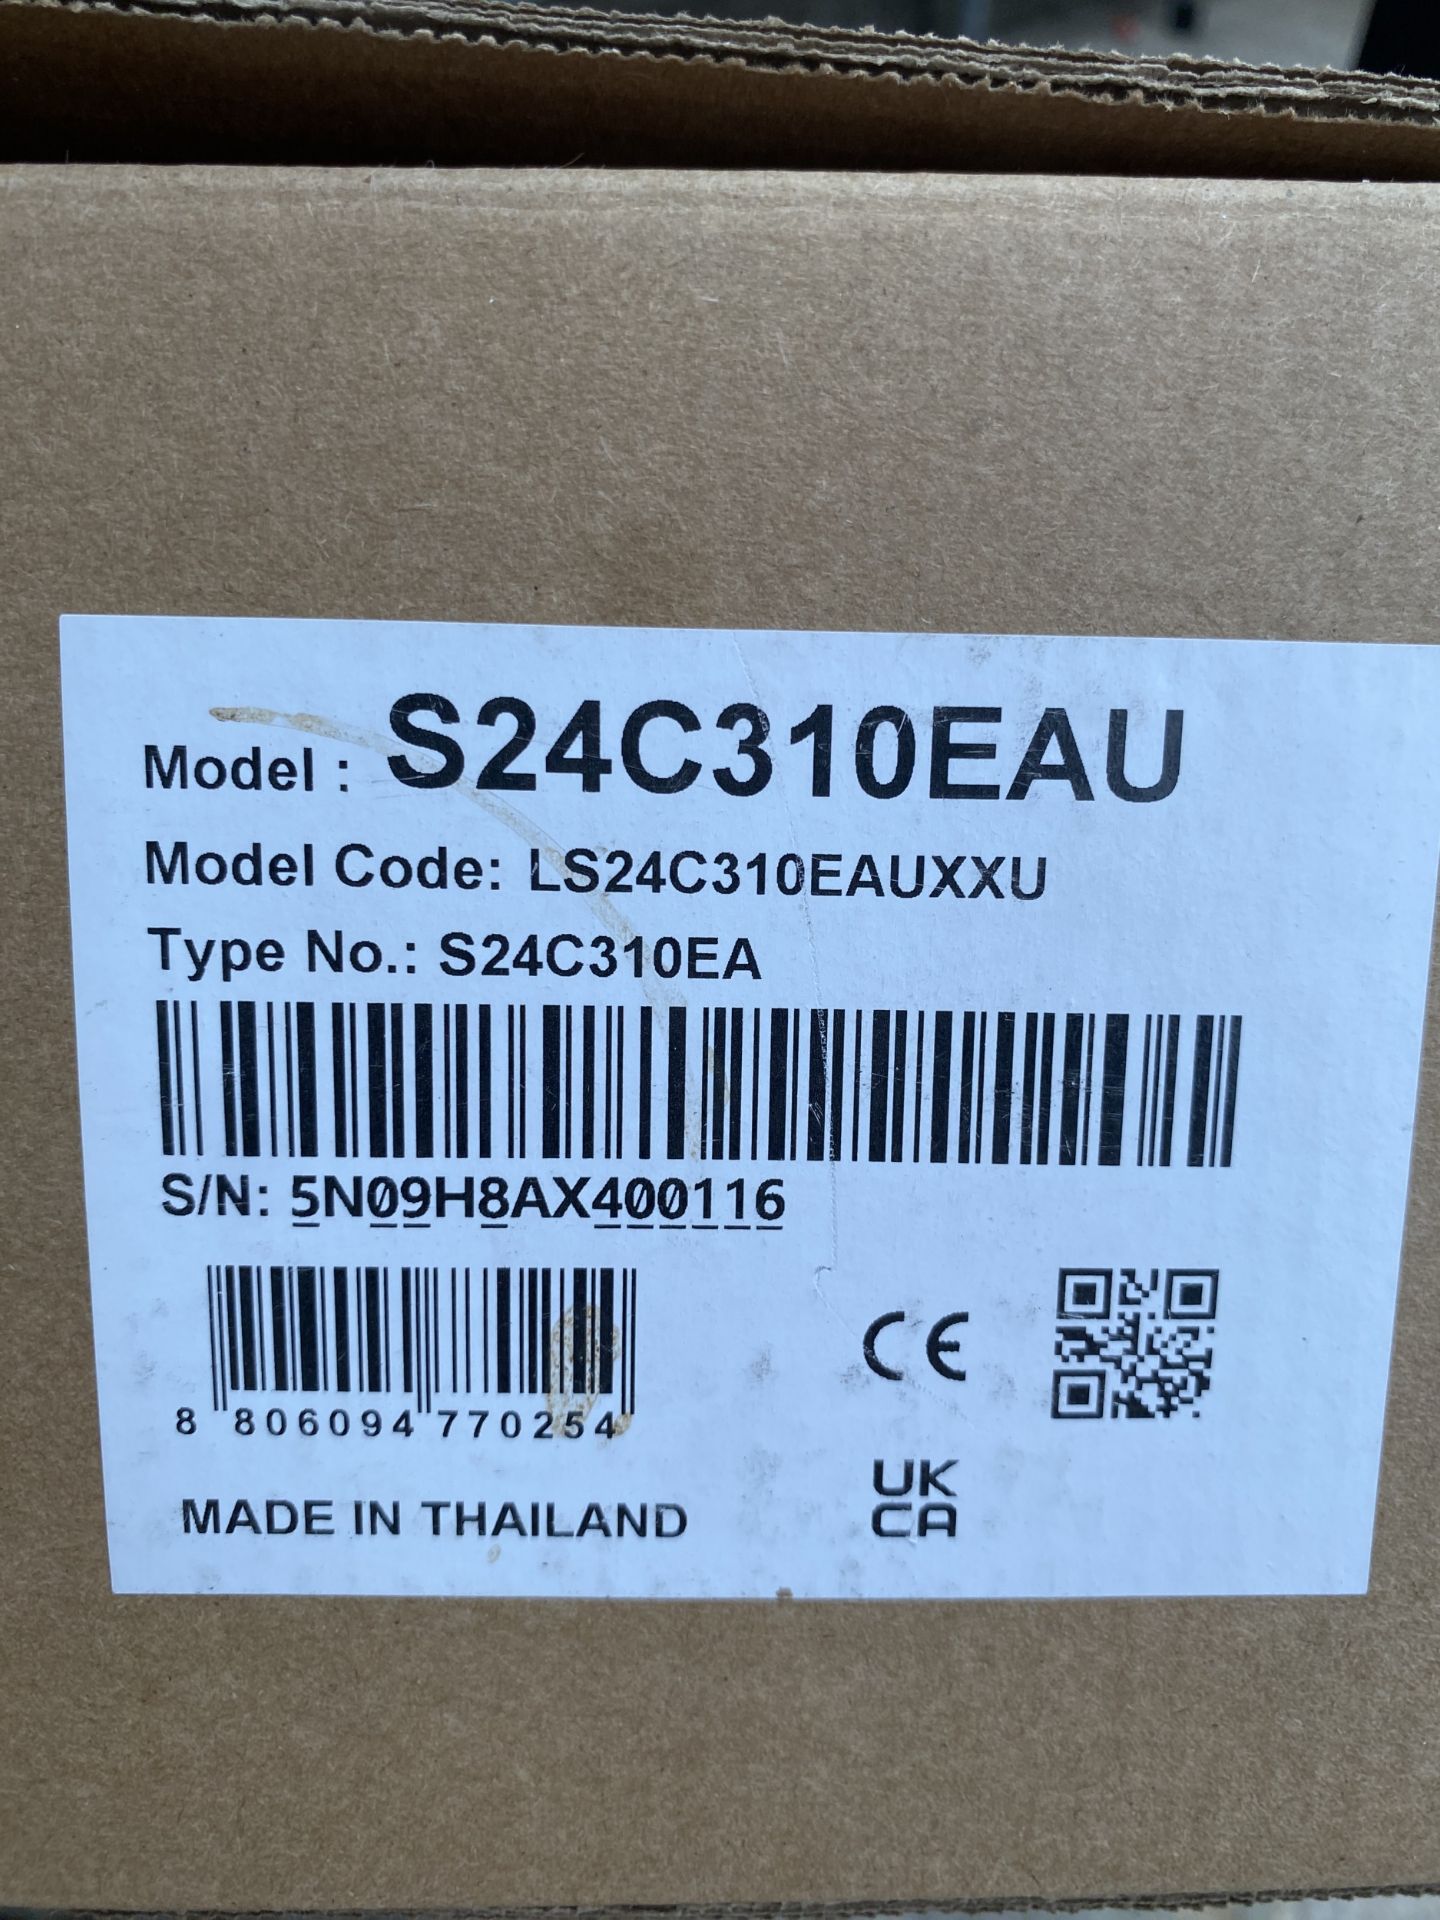 Model : S24C310EAU
Model Code: LS24C310EAUXXU
Type No.: S24C310EA
S/N: 5N09H8AX400116
8 806094 770254
CE
UK
CA
MADE IN THAILAND